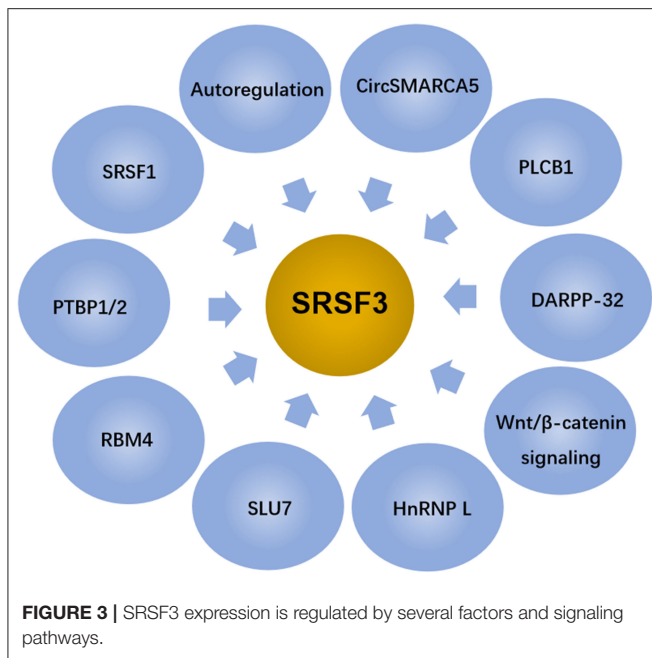 Autoregulation
CircSMARCA5
SRSF1
PLCB1
PTBP1/2
SRSF3
DARPP-32
RBM4
Wnt/β-catenin
signaling
SLU7
HnRNP L
FIGURE 3 | SRSF3 expression is regulated by several factors and signaling
pathways.